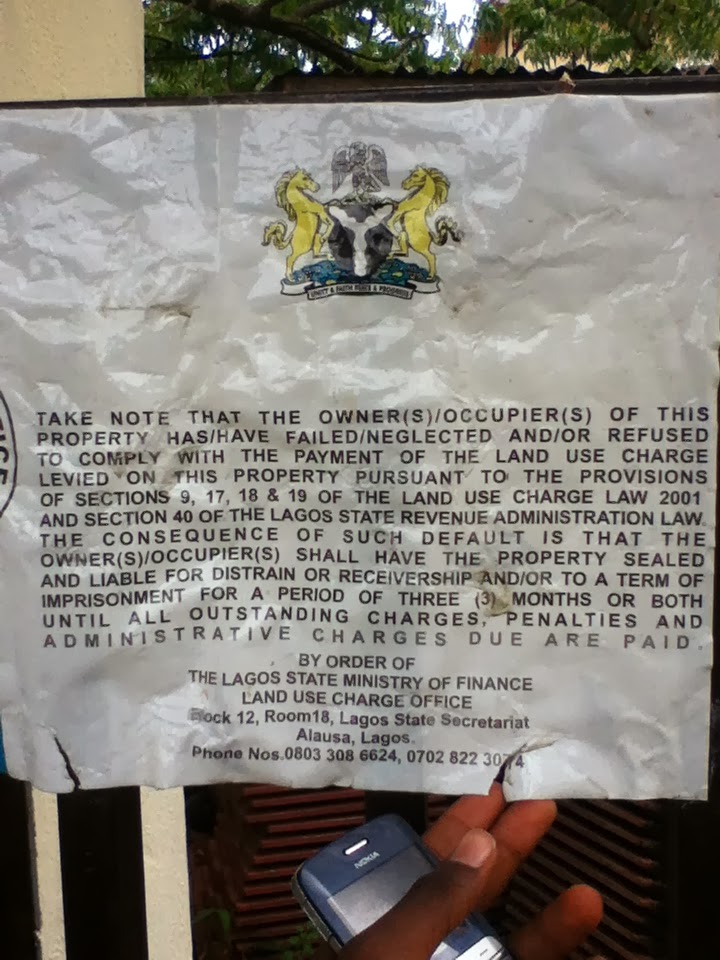 UNITY & FAITH PEACE & PROGRESS
TAKE NOTE THAT THE OWNER(S)/OCCUPIER(S) OF THIS
PROPERTY HAS/HAVE FAILED/NEGLECTED AND/OR REFUSED
TO COMPLY WITH THE PAYMENT OF THE LAND USE CHARGE
LEVIED ON THIS PROPERTY PURSUANT TO THE PROVISIONS
OF SECTIONS 9, 17, 18 & 19 OF THE LAND USE CHARGE LAW 2001
AND SECTION 40 OF THE LAGOS STATE REVENUE ADMINISTRATION LAW.
THE CONSEQUENCE OF SUCH DEFAULT IS THAT THE
OWNER(S)/OCCUPIER(S) SHALL HAVE THE PROPERTY SEALED
AND LIABLE FOR DISTRAIN OR RECEIVERSHIP AND/OR TO A TERM OF
IMPRISONMENT FOR A PERIOD OF THREE (3) MONTHS OR BOTH
UNTIL ALL OUTSTANDING CHARGES, PENALTIES AND
ADMINISTRATIVE CHARGES DUE ARE PAID.
BY ORDER OF
THE LAGOS STATE MINISTRY OF FINANCE
LAND USE CHARGE OFFICE
Block 12, Room18, Lagos State Secretariat
Alausa, Lagos.
Phone Nos.0803 308 6624, 0702 822 3074
NOKIA